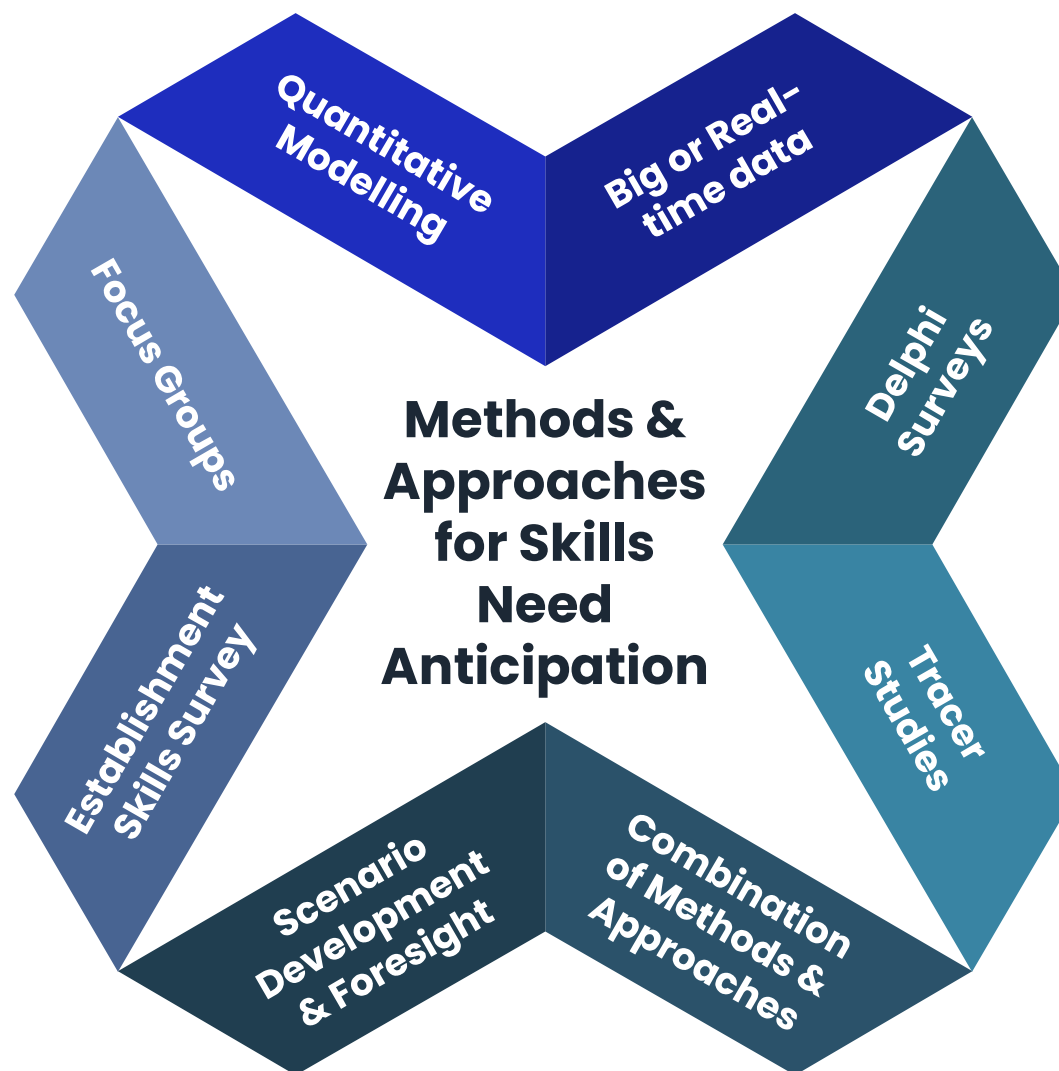 Quantitative
Modelling
Big or Real-
time data
Focus Groups
Delphi
Surveys
Methods &
Approaches
for Skills
Need
Anticipation
Establishment
Skills Survey
Tracer
Studies
Scenario
Development
& Foresight
Combination
of Methods &
Approaches